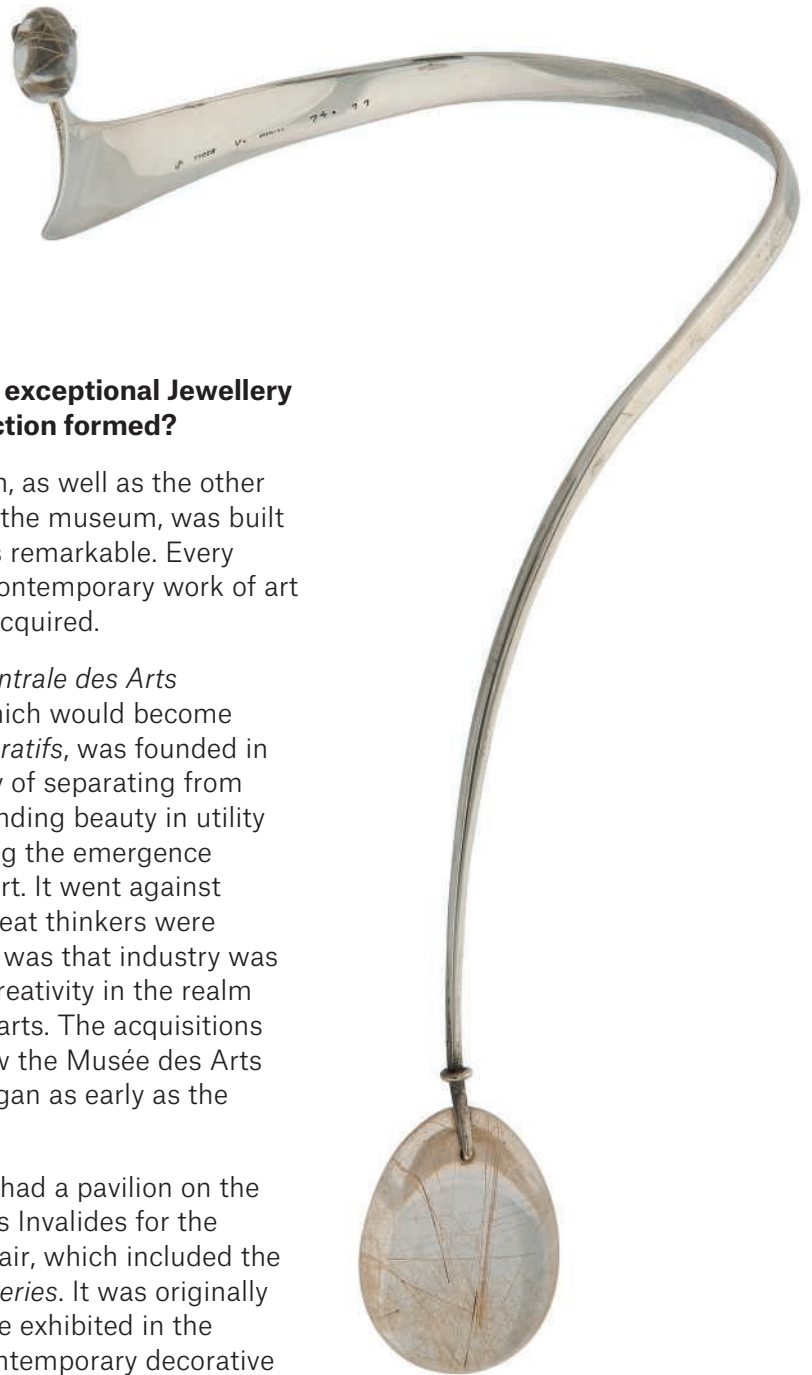 exceptional Jewellery
ction formed?
n, as well as the other
the museum, was built
s remarkable. Every
ontemporary work of art
cquired.
ntrale des Arts
hich would become
ratifs, was founded in
y of separating from
nding beauty in utility
g the emergence
rt. It went against
eat thinkers were
was that industry was
reativity in the realm
arts. The acquisitions
w the Musée des Arts
gan as early as the
had a pavilion on the
s Invalides for the
air, which included the
eries. It was originally
e exhibited in the
ntemporary decorative